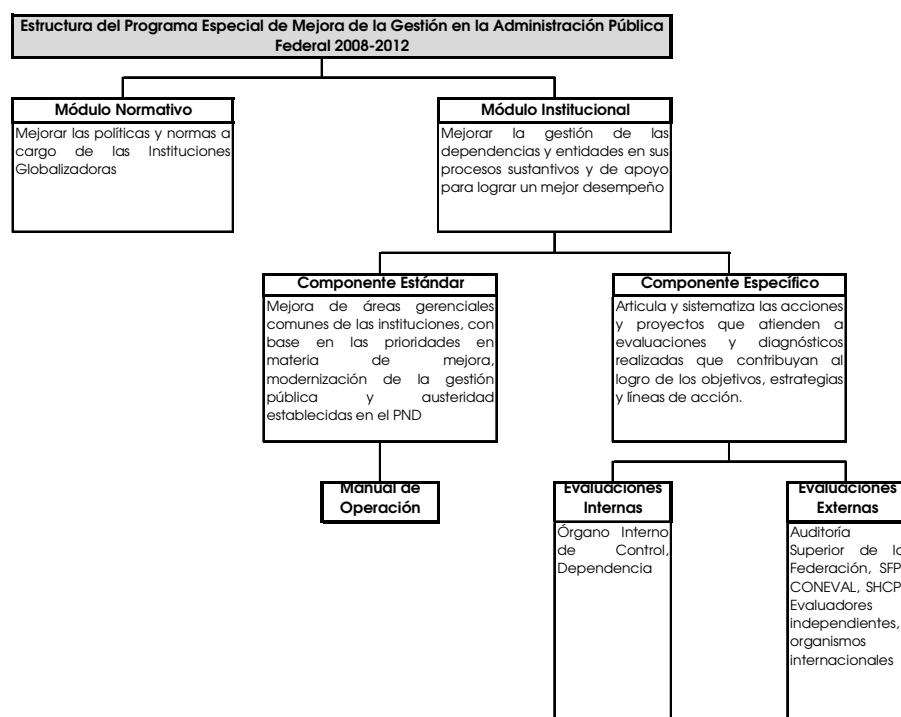 Estructura del Programa Especial de Mejora de la Gestión en la Administración Pública
Federal 2008-2012
Módulo Normativo
Mejorar las políticas y normas a
cargo de las Instituciones
Globalizadoras
Módulo Institucional
Mejorar la gestión de las
dependencias y entidades en sus
procesos sustantivos y de apoyo
para lograr un mejor desempeño
Componente Estándar
Mejora de áreas gerenciales
comunes de las instituciones, con
base en las prioridades en
materia de mejora,
modernización de la gestión
pública y austeridad
establecidas en el PND
Componente Específico
Articula y sistematiza las acciones
y proyectos que atienden a
evaluaciones y diagnósticos
realizadas que contribuyan al
logro de los objetivos, estrategias
y líneas de acción.
Manual de
Operación
Evaluaciones
Internas
Órgano Interno
de Control,
Dependencia
Evaluaciones
Externas
Auditoría
Superior de la
Federación, SFP
CONEVAL, SHCP
Evaluadores
independientes,
organismos
internacionales